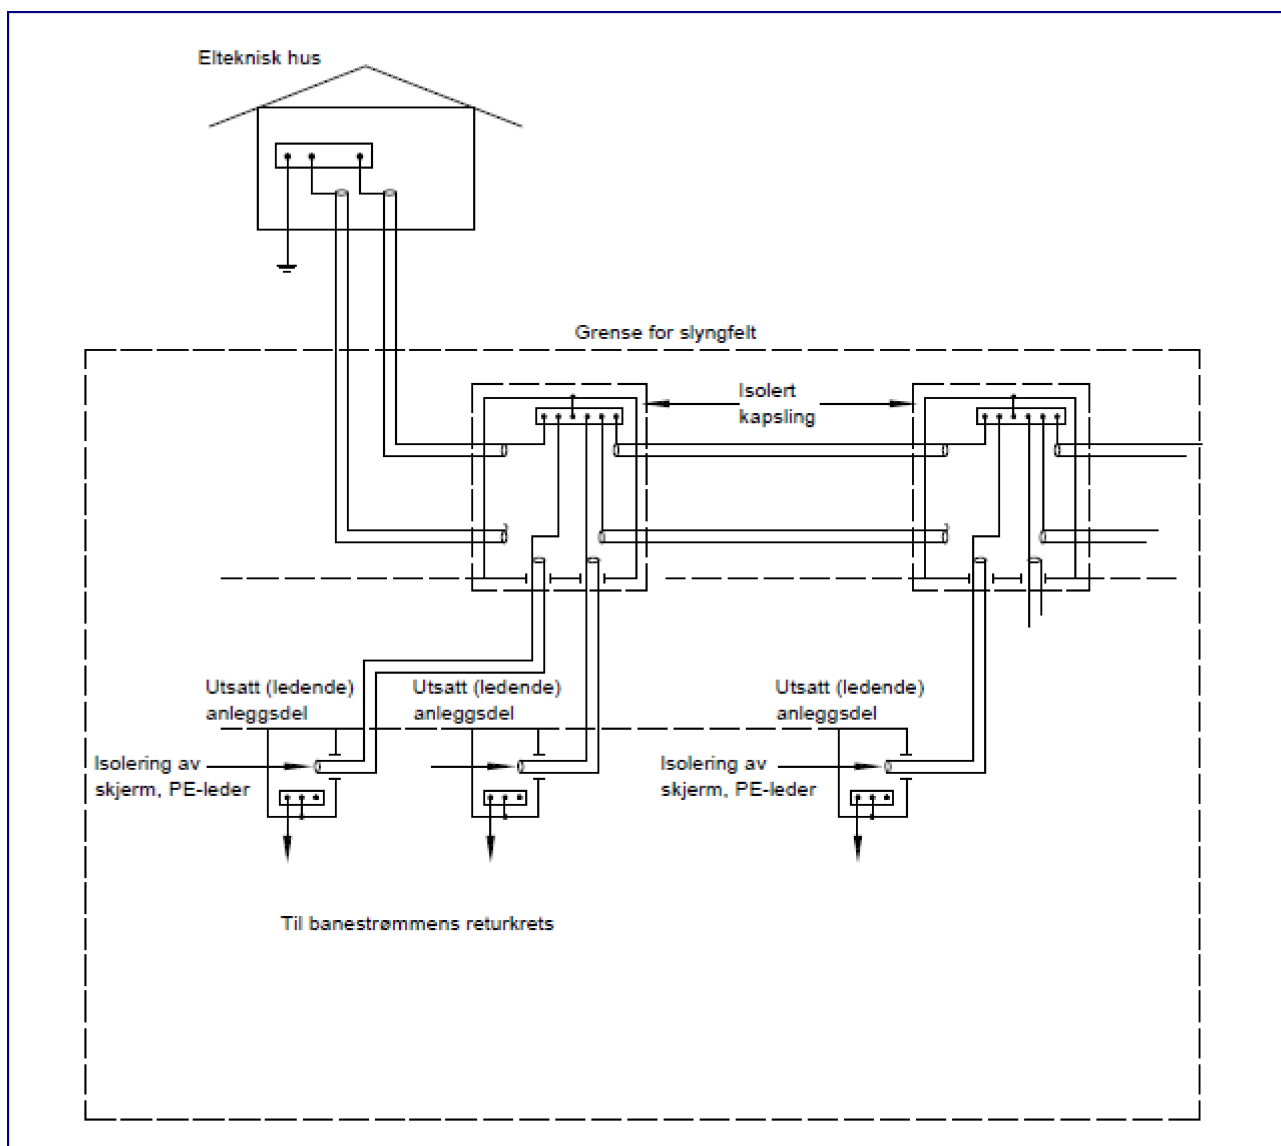 Elteknisk hus
Grense for slyngfelt
Isolert
kapsling
Utsatt (ledende)
anleggsdel
Utsatt (ledende)
anleggsdel
Utsatt (ledende)
anleggsdel
Isolering av
skjerm, PE-leder
Isolering av
skjerm, PE-leder
Til banestrømmens returkrets